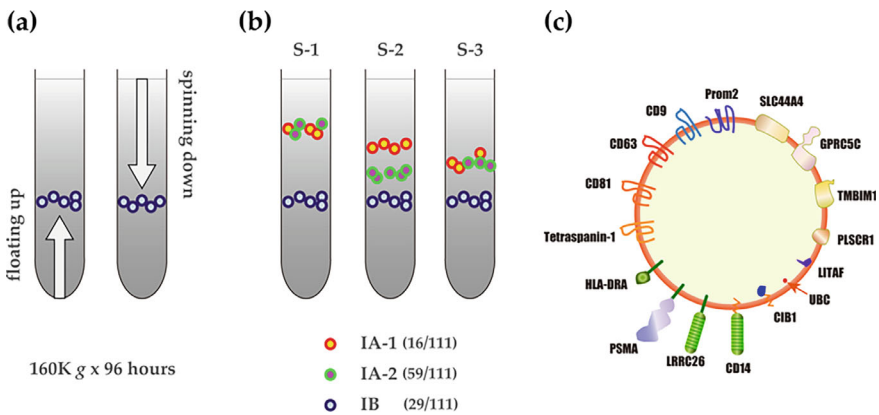 (a)
floating up
spinning down
160K g x 96 hours
(b)
S-1
S-2
S-3
IA-1 (16/111)
IA-2 (59/111)
IB (29/111)
(c)
Prom2
SLC44A4
CD9
GPRC5C
CD63
CD81
TMBIM1
Tetraspanin-1
PLSCR1
LITAF
HLA-DRA
UBC
CIB1
PSMA
LRRC26
CD14